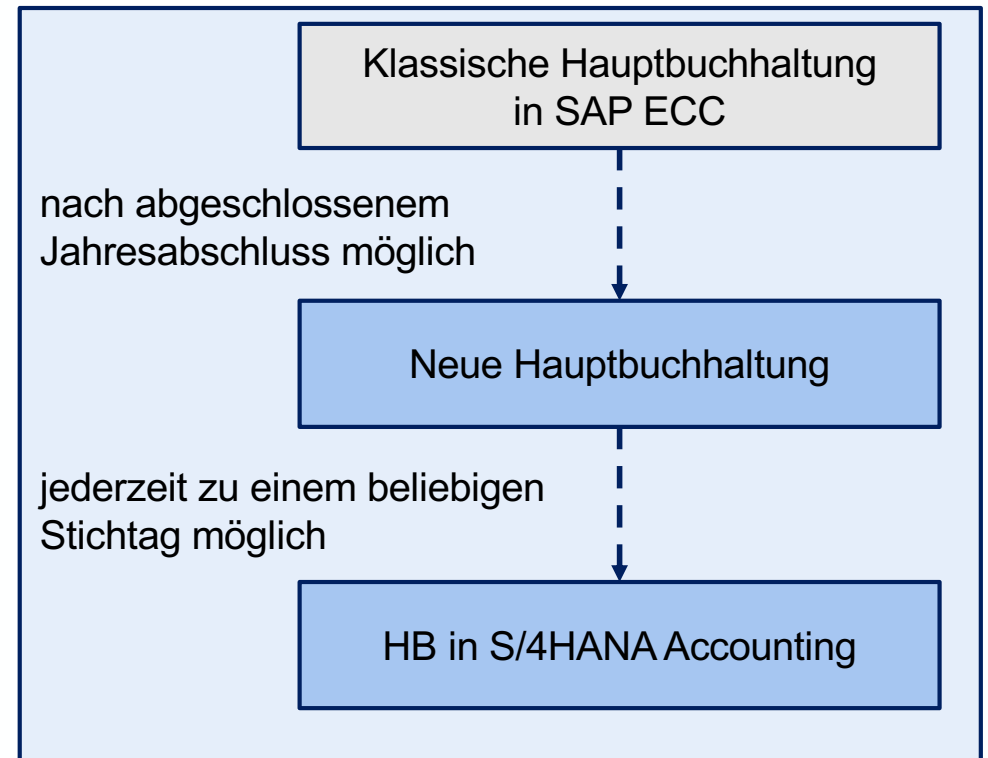 Klassische Hauptbuchhaltung
in SAP ECC
nach abgeschlossenem
Jahresabschluss möglich
Neue Hauptbuchhaltung
jederzeit zu einem beliebigen
Stichtag möglich
HB in S/4HANA Accounting